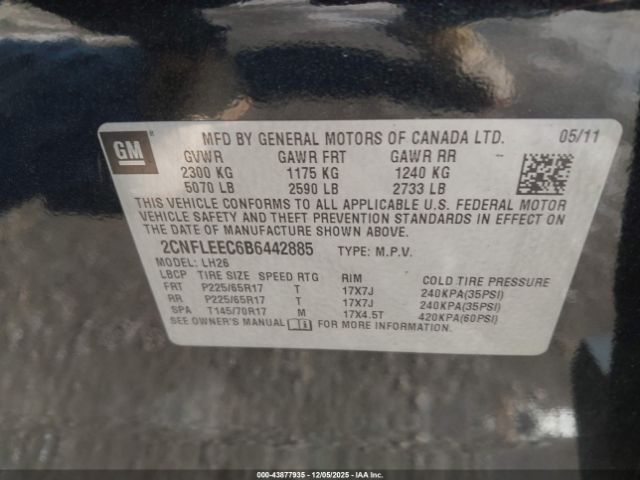 GM
MFD BY GENERAL MOTORS OF CANADA LTD. 05/11
GVWR GAWR FRT GAWR RR
2300 KG 1175 KG 1240 KG
5070 LB 2590 LB 2733 LB
THIS VEHICLE CONFORMS TO ALL APPLICABLE U.S. FEDERAL MOTOR
VEHICLE SAFETY AND THEFT PREVENTION STANDARDS IN EFFECT ON
THE DATE OF MANUFACTURE SHOWN ABOVE.
2CNFLEEC6B6442885 TYPE: M.P.V.
MODEL: LH26
LBCP TIRE SIZE SPEED RTG RIM COLD TIRE PRESSURE
FRT P225/65R17 T 17X7J 240KPA(35PSI)
RR P225/65R17 T 17X7J 240KPA(35PSI)
SPA T145/70R17 M 17X4.5T 420KPA(60PSI)
SEE OWNER'S MANUAL FOR MORE INFORMATION.
00-43877935 - 12/05/2025 - IAA.COM